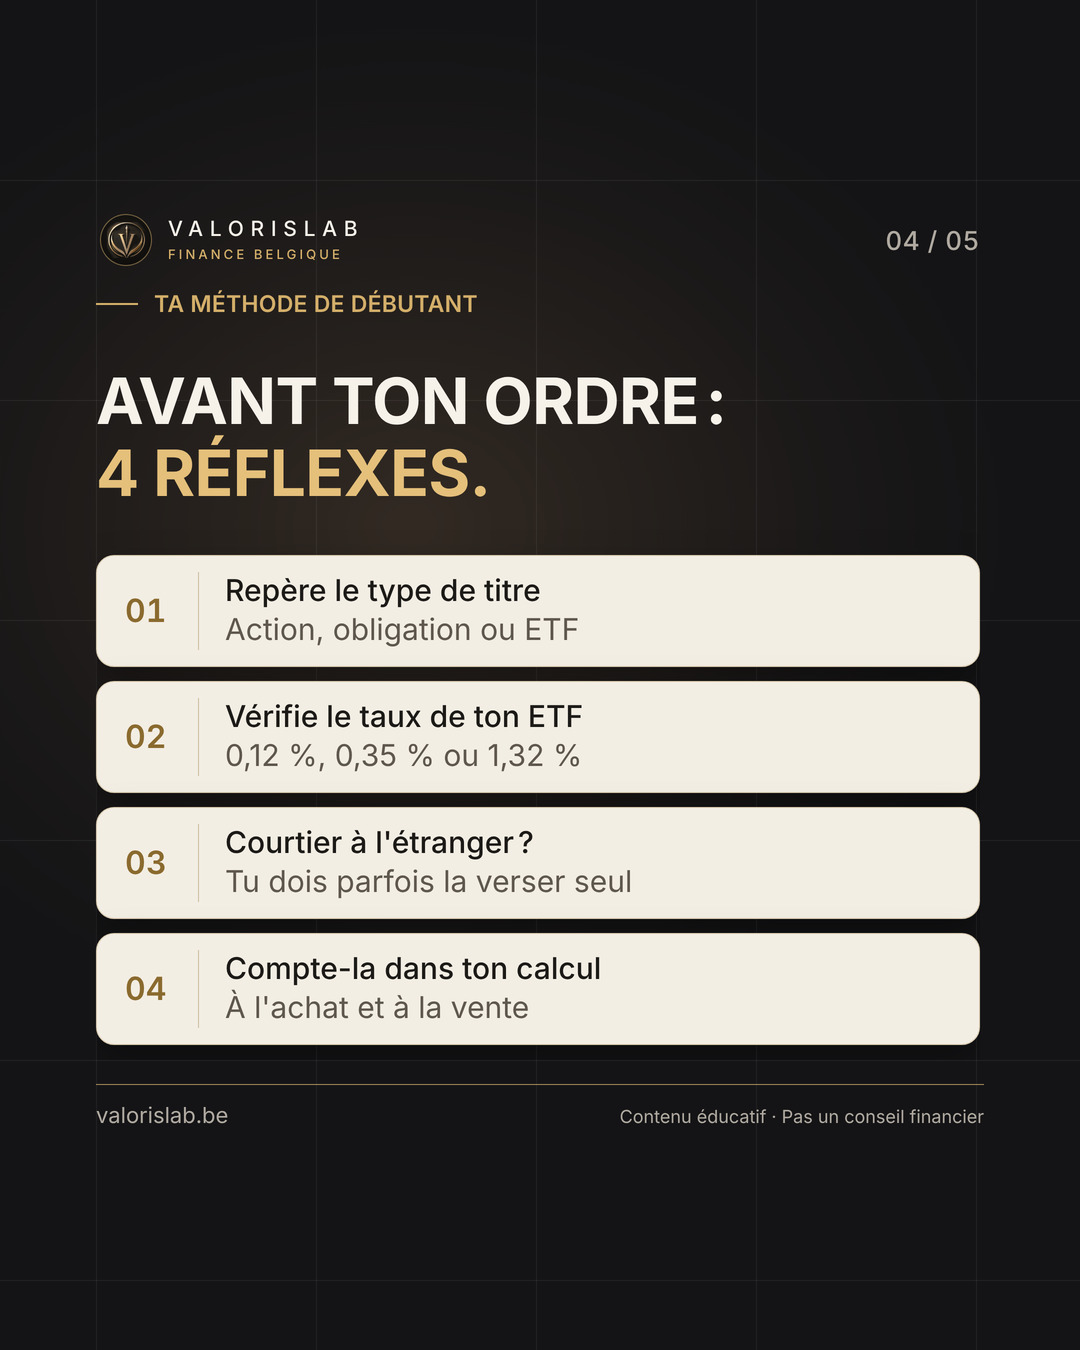 VALORISLAB
FINANCE BELGIQUE
04 / 05
TA MÉTHODE DE DÉBUTANT
AVANT TON ORDRE :
4 RÉFLEXES.
01
Repère le type de titre
Action, obligation ou ETF
02
Vérifie le taux de ton ETF
0,12 %, 0,35 % ou 1,32 %
03
Courtier à l'étranger ?
Tu dois parfois la verser seul
04
Compte-la dans ton calcul
À l'achat et à la vente
valorislab.be
Contenu éducatif · Pas un conseil financier